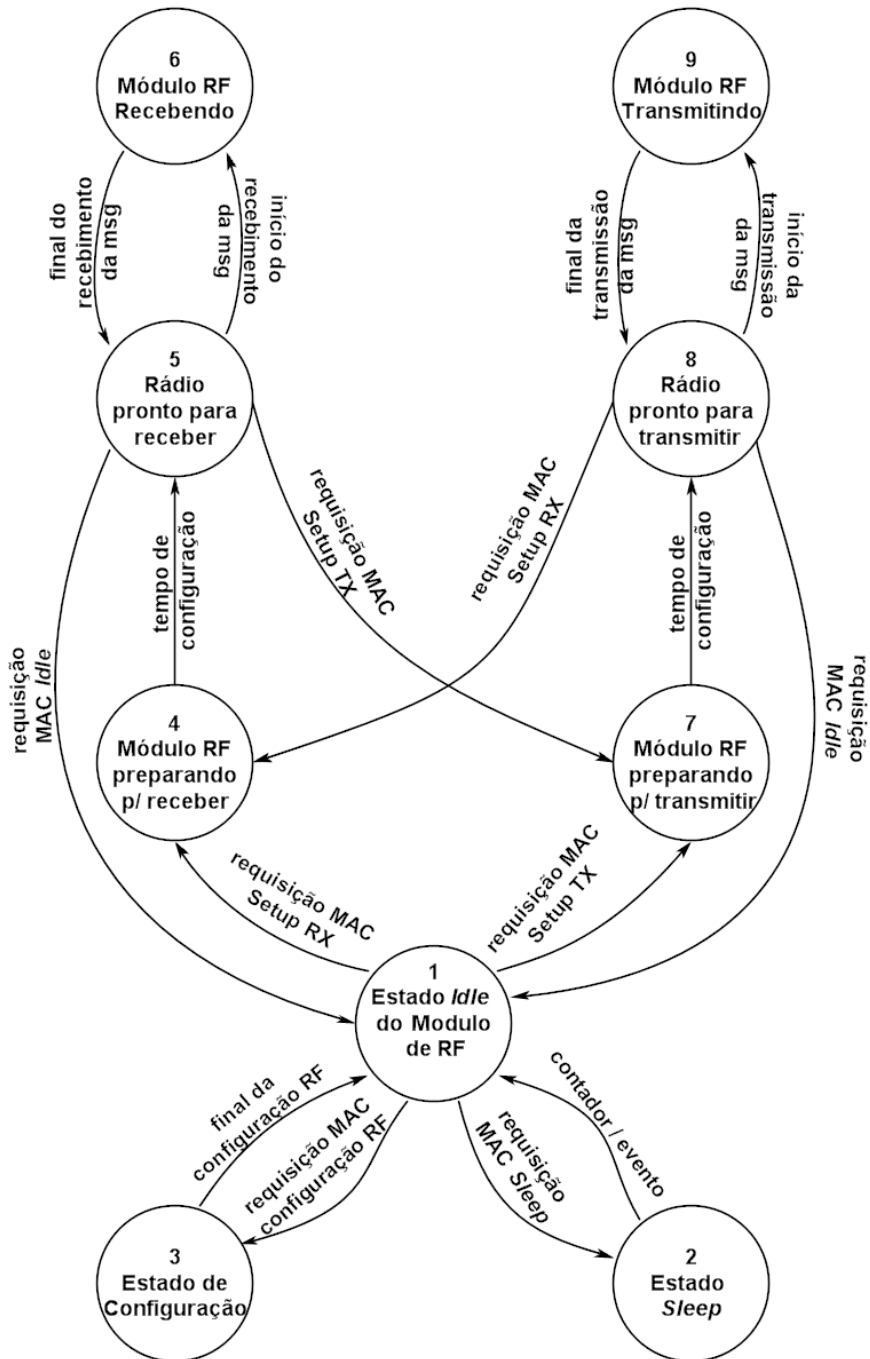 6
Módulo RF
Recebendo
9
Módulo RF
Transmitindo
final do
recebimento
da msg
início do
recebimento
da msg
final da
transmissão
da msg
início da
transmissão
da msg
5
Rádio
pronto para
receber
8
Rádio
pronto para
transmitir
requisição MAC
Setup TX
requisição MAC
Setup RX
tempo de
configuração
tempo de
configuração
requisição
MAC Idle
requisição
MAC Idle
4
Módulo RF
preparando
p/ receber
7
Módulo RF
preparando
p/ transmitir
requisição MAC
Setup RX
requisição MAC
Setup TX
1
Estado Idle
do Modulo
de RF
final da
configuração RF
requisição MAC
configuração RF
requisição
MAC Sleep
contador / evento
3
Estado de
Configuração
2
Estado
Sleep